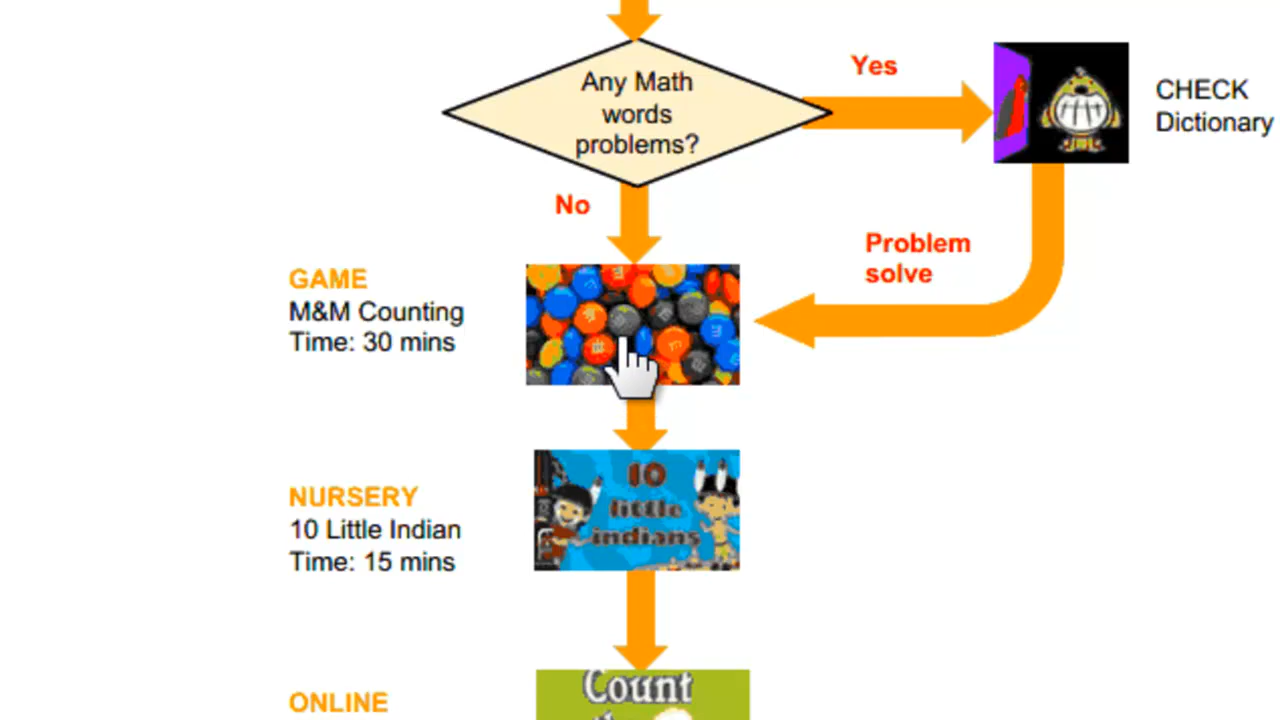 Any Math
words
problems?
Yes
CHECK
Dictionary
No
Problem
solve
GAME
M&M Counting
Time: 30 mins
NURSERY
10 Little Indian
Time: 15 mins
10
little
indians
ONLINE
Count